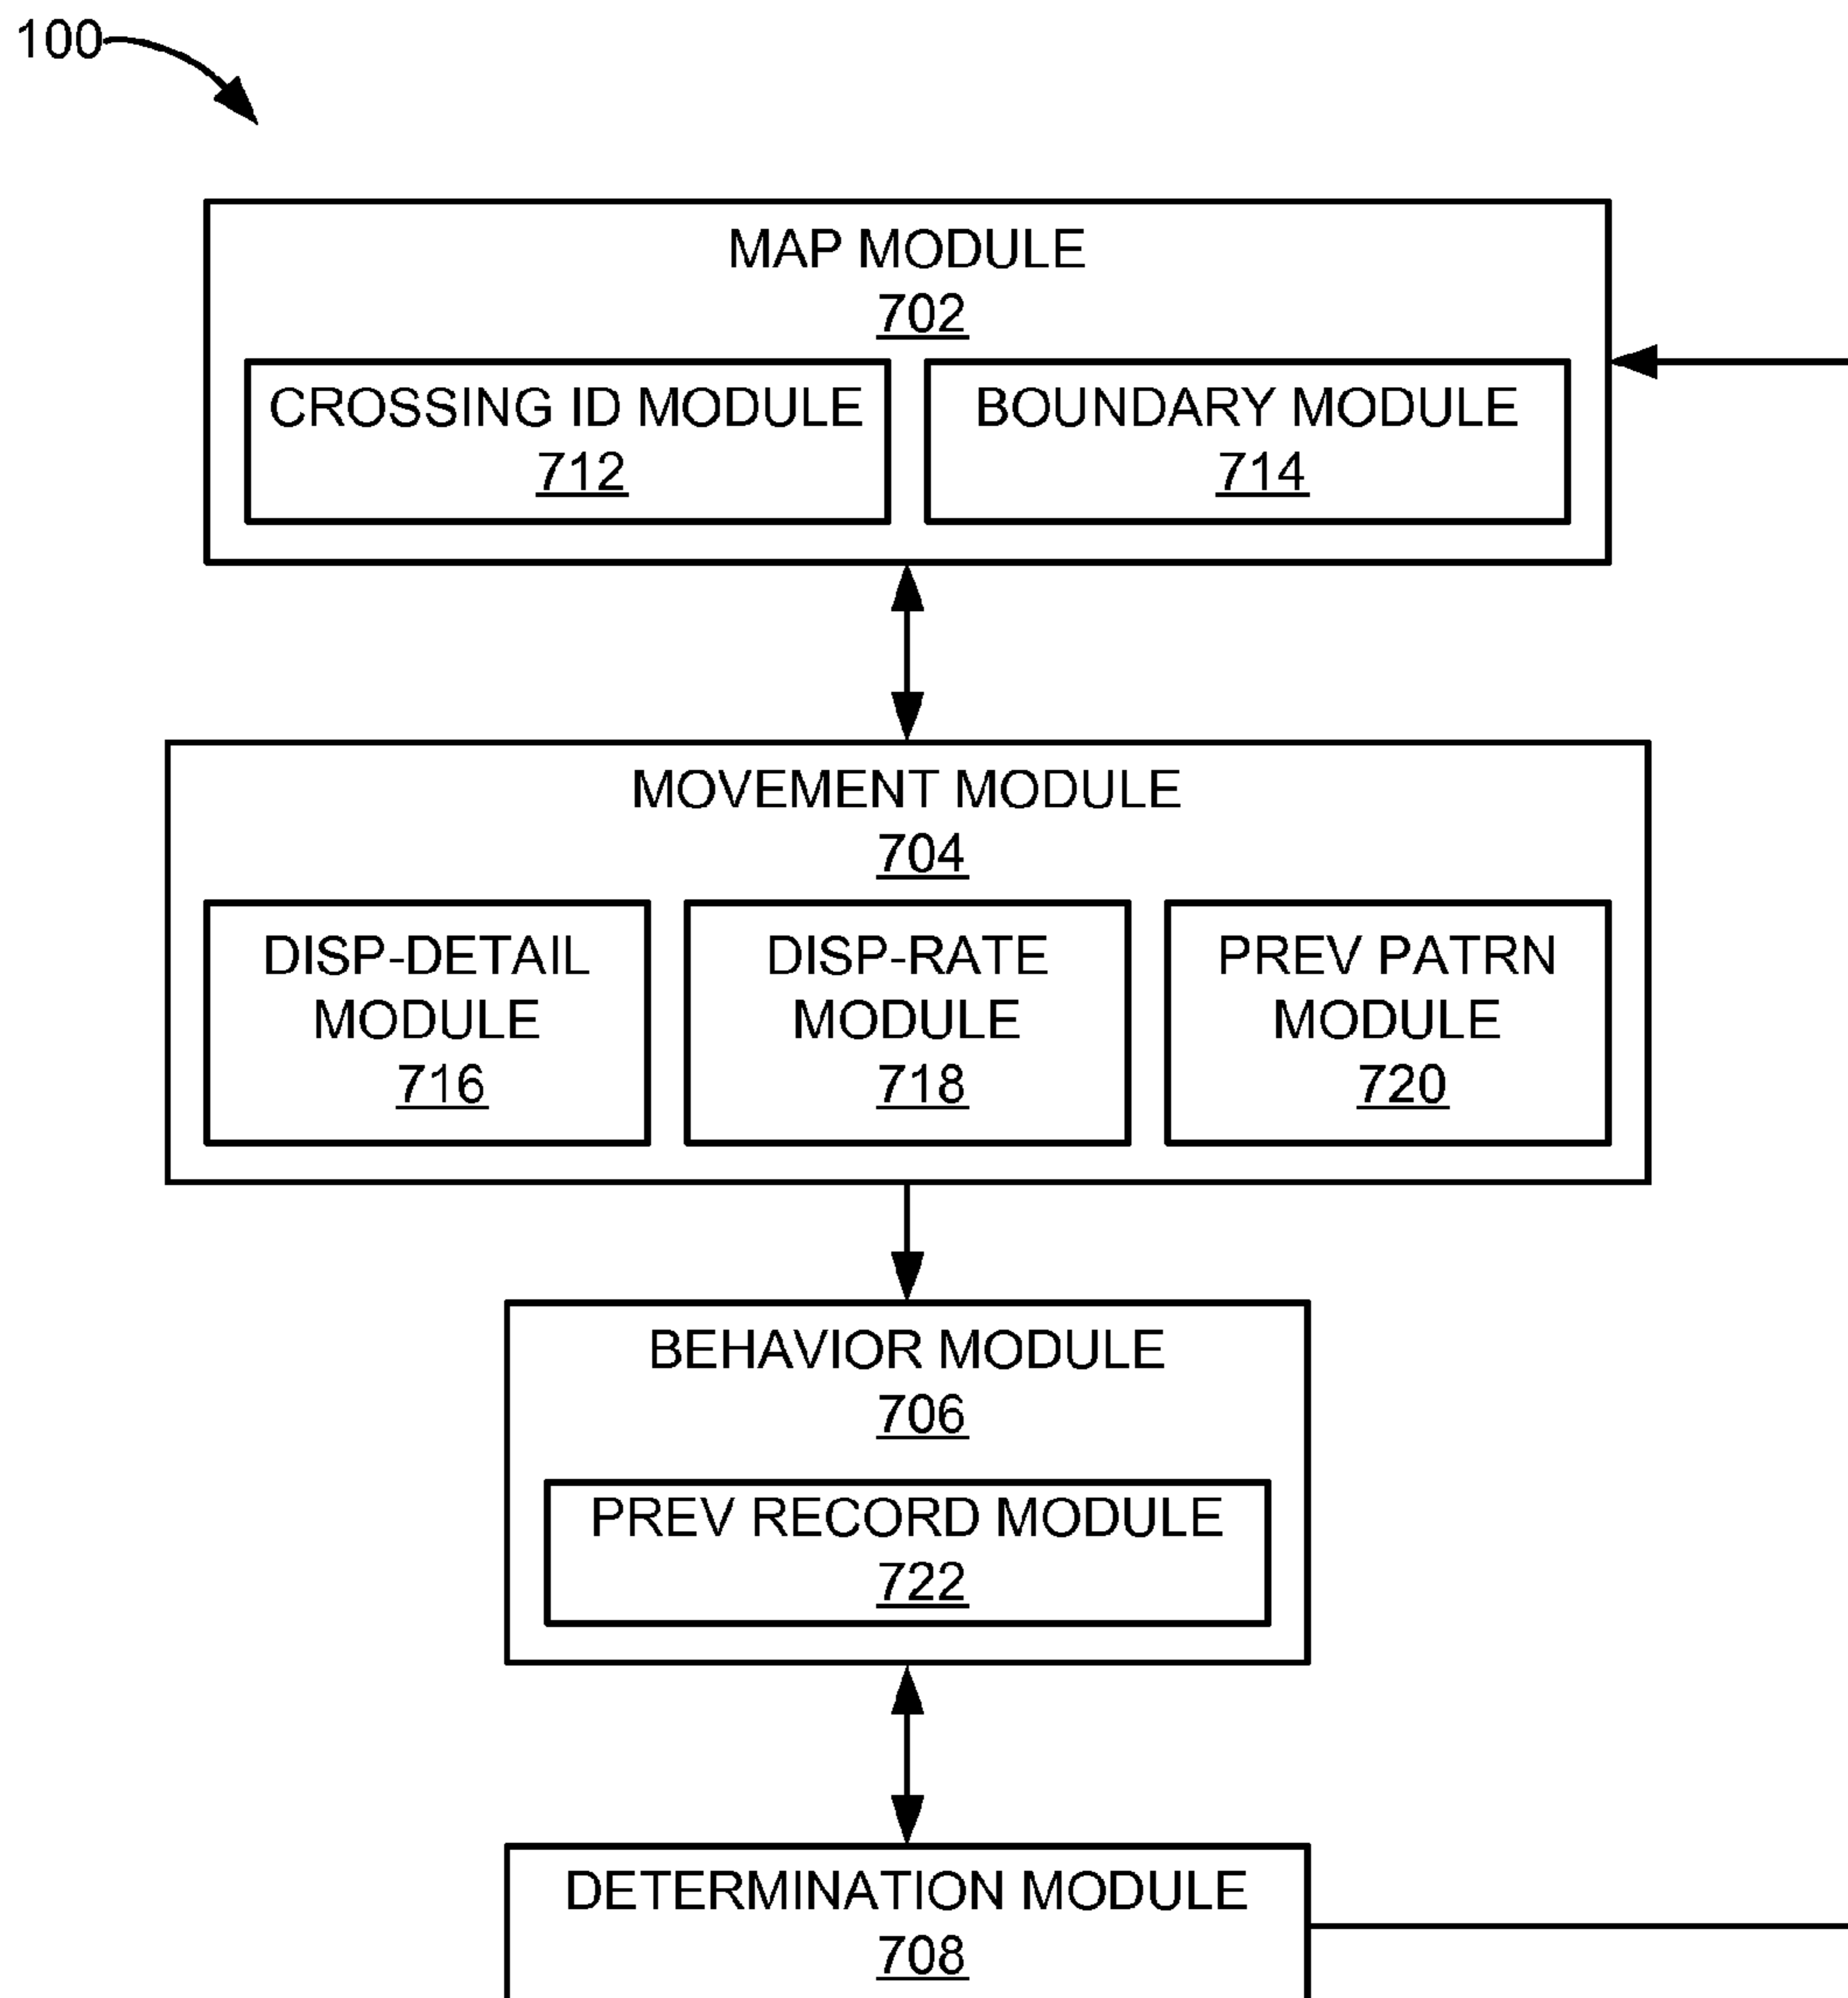 100
MAP MODULE
702
CROSSING ID MODULE
712
BOUNDARY MODULE
714
MOVEMENT MODULE
704
DISP-DETAIL
MODULE
716
DISP-RATE
MODULE
718
PREV PATRN
MODULE
720
BEHAVIOR MODULE
706
PREV RECORD MODULE
722
DETERMINATION MODULE
708